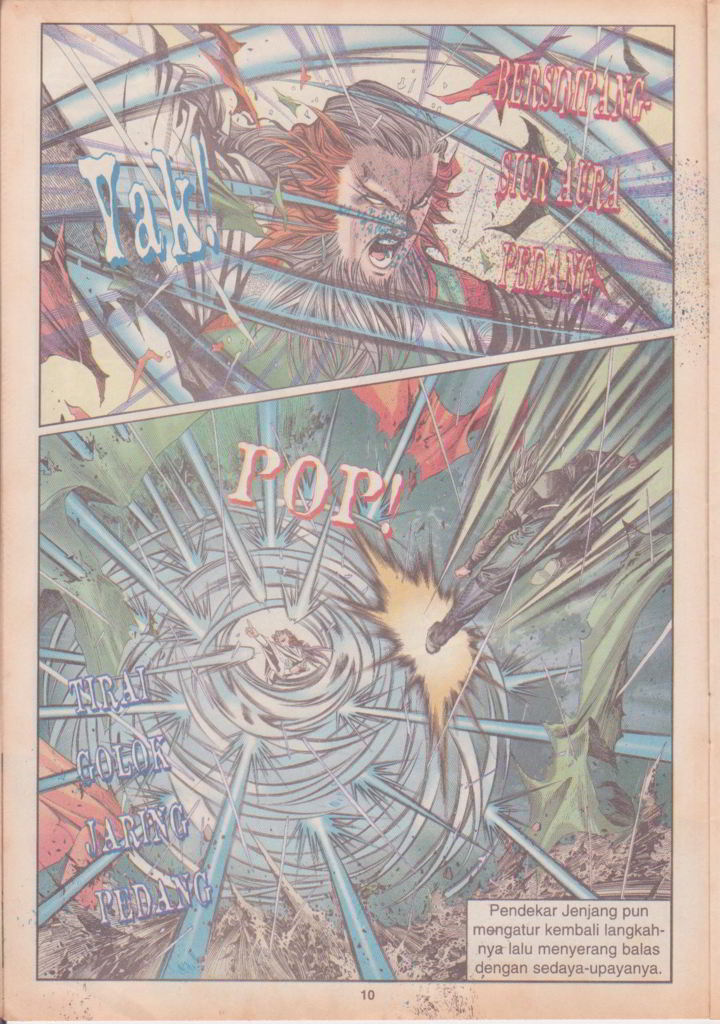 Yak!
BERSIMPANG-
SIUR AURA
PEDANG
POP!
TIRAI
GOLOK
JARING
PEDANG
Pendekar Jenjang pun
mengatur kembali langkah-
nya lalu menyerang balas
dengan sedaya-upayanya.
10